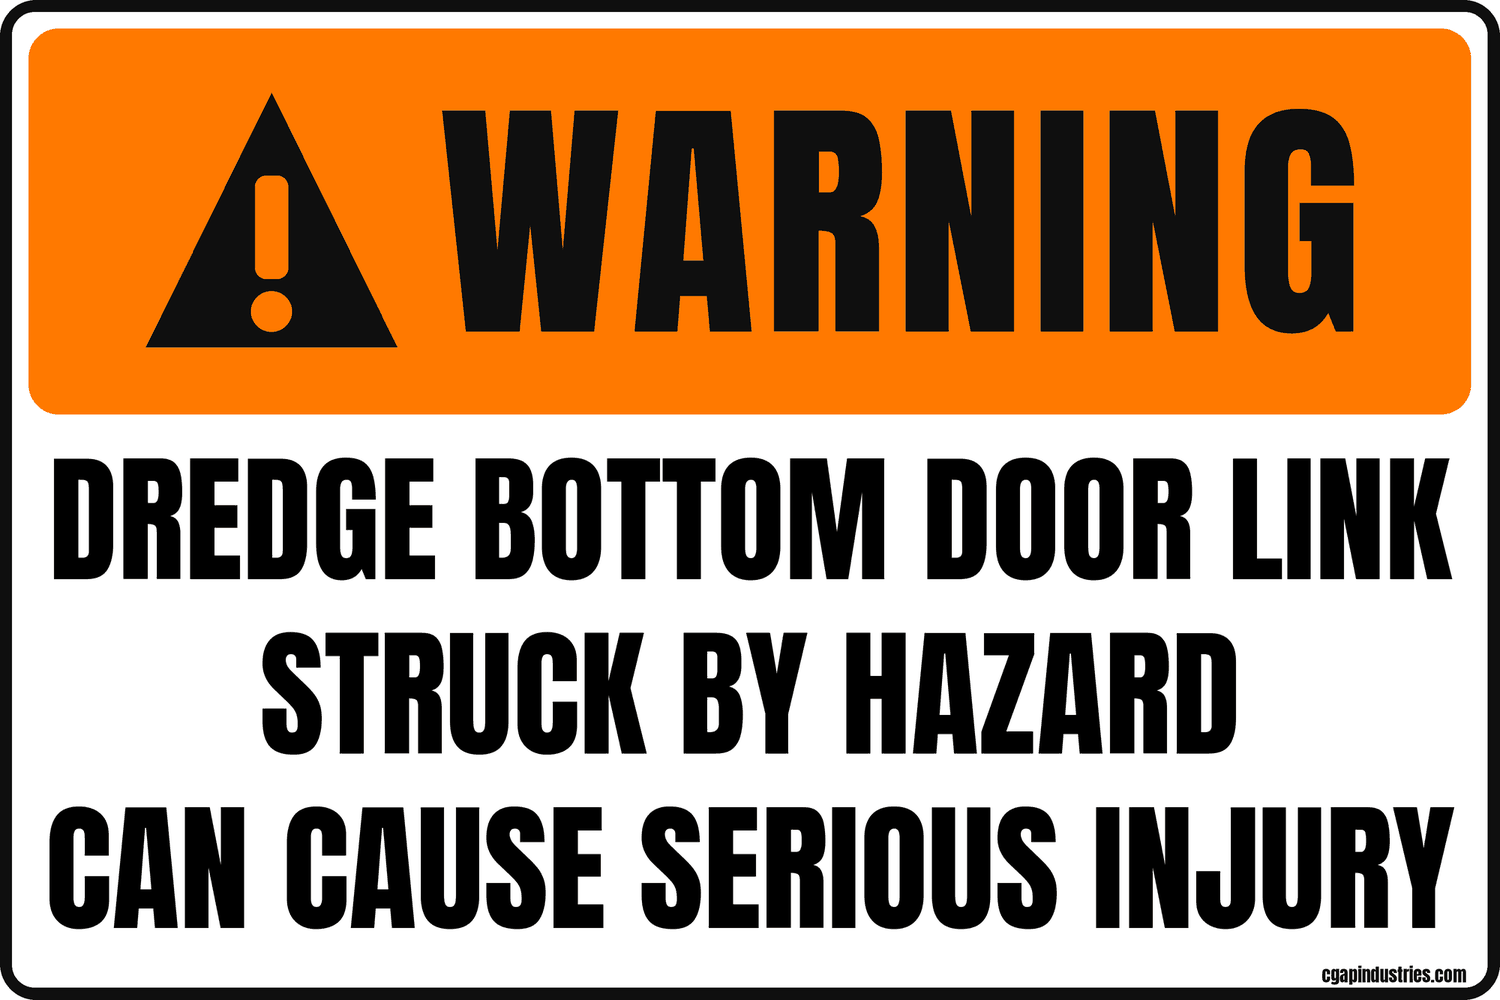 WARNING
DREDGE BOTTOM DOOR LINK
STRUCK BY HAZARD
CAN CAUSE SERIOUS INJURY
cgapindustries.com